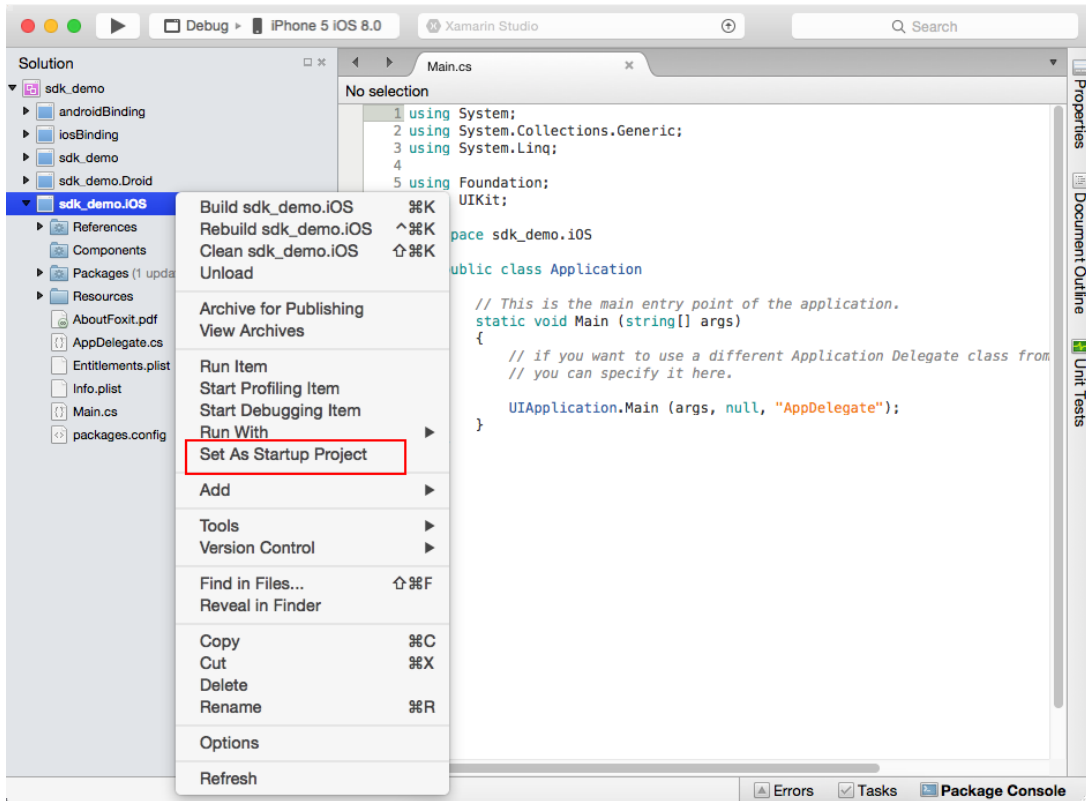 Debug iPhone 5 iOS 8.0
Xamarin Studio
Search
Solution
sdk_demo
androidBinding
iosBinding
sdk_demo
sdk_demo.Droid
sdk_demo.iOS
References
Components
Packages (1 upda
Resources
AboutFoxit.pdf
AppDelegate.cs
Entitlements.plist
Info.plist
Main.cs
packages.config
Build sdk_demo.iOS ⌘K
Rebuild sdk_demo.iOS ^⌘K
Clean sdk_demo.iOS ⇧⌘K
Unload
Archive for Publishing
View Archives
Run Item
Start Profiling Item
Start Debugging Item
Run With
Set As Startup Project
Add
Tools
Version Control
Find in Files... ⇧⌘F
Reveal in Finder
Copy ⌘C
Cut ⌘X
Delete
Rename ⌘R
Options
Refresh
Main.cs
No selection
1 using System;
2 using System.Collections.Generic;
3 using System.Linq;
4
5 using Foundation;
UIKit;
pace sdk_demo.iOS
ublic class Application
// This is the main entry point of the application.
static void Main (string[] args)
{
// if you want to use a different Application Delegate class from
// you can specify it here.
UIApplication.Main (args, null, "AppDelegate");
}
Properties
Document Outline
Unit Tests
Errors
Tasks
Package Console